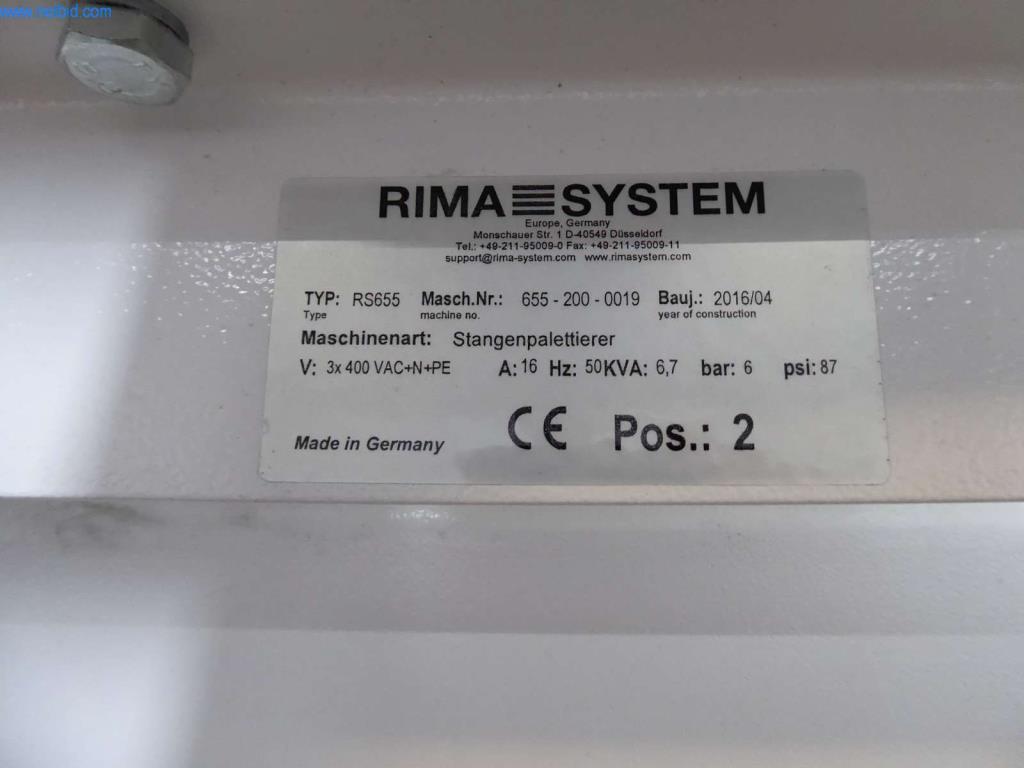 www.netbid.com
RIMA SYSTEM
Europe, Germany
Monschauer Str. 1 D-40549 Düsseldorf
Tel.: +49-211-95009-0 Fax: +49-211-95009-11
support@rima-system.com www.rimasystem.com
TYP: RS655 Masch.Nr.: 655 - 200 - 0019 Bauj.: 2016/04
Type machine no. year of construction
Maschinenart: Stangenpalettierer
V: 3x 400 VAC+N+PE A: 16 Hz: 50 KVA: 6,7 bar: 6 psi: 87
Made in Germany CE Pos.: 2